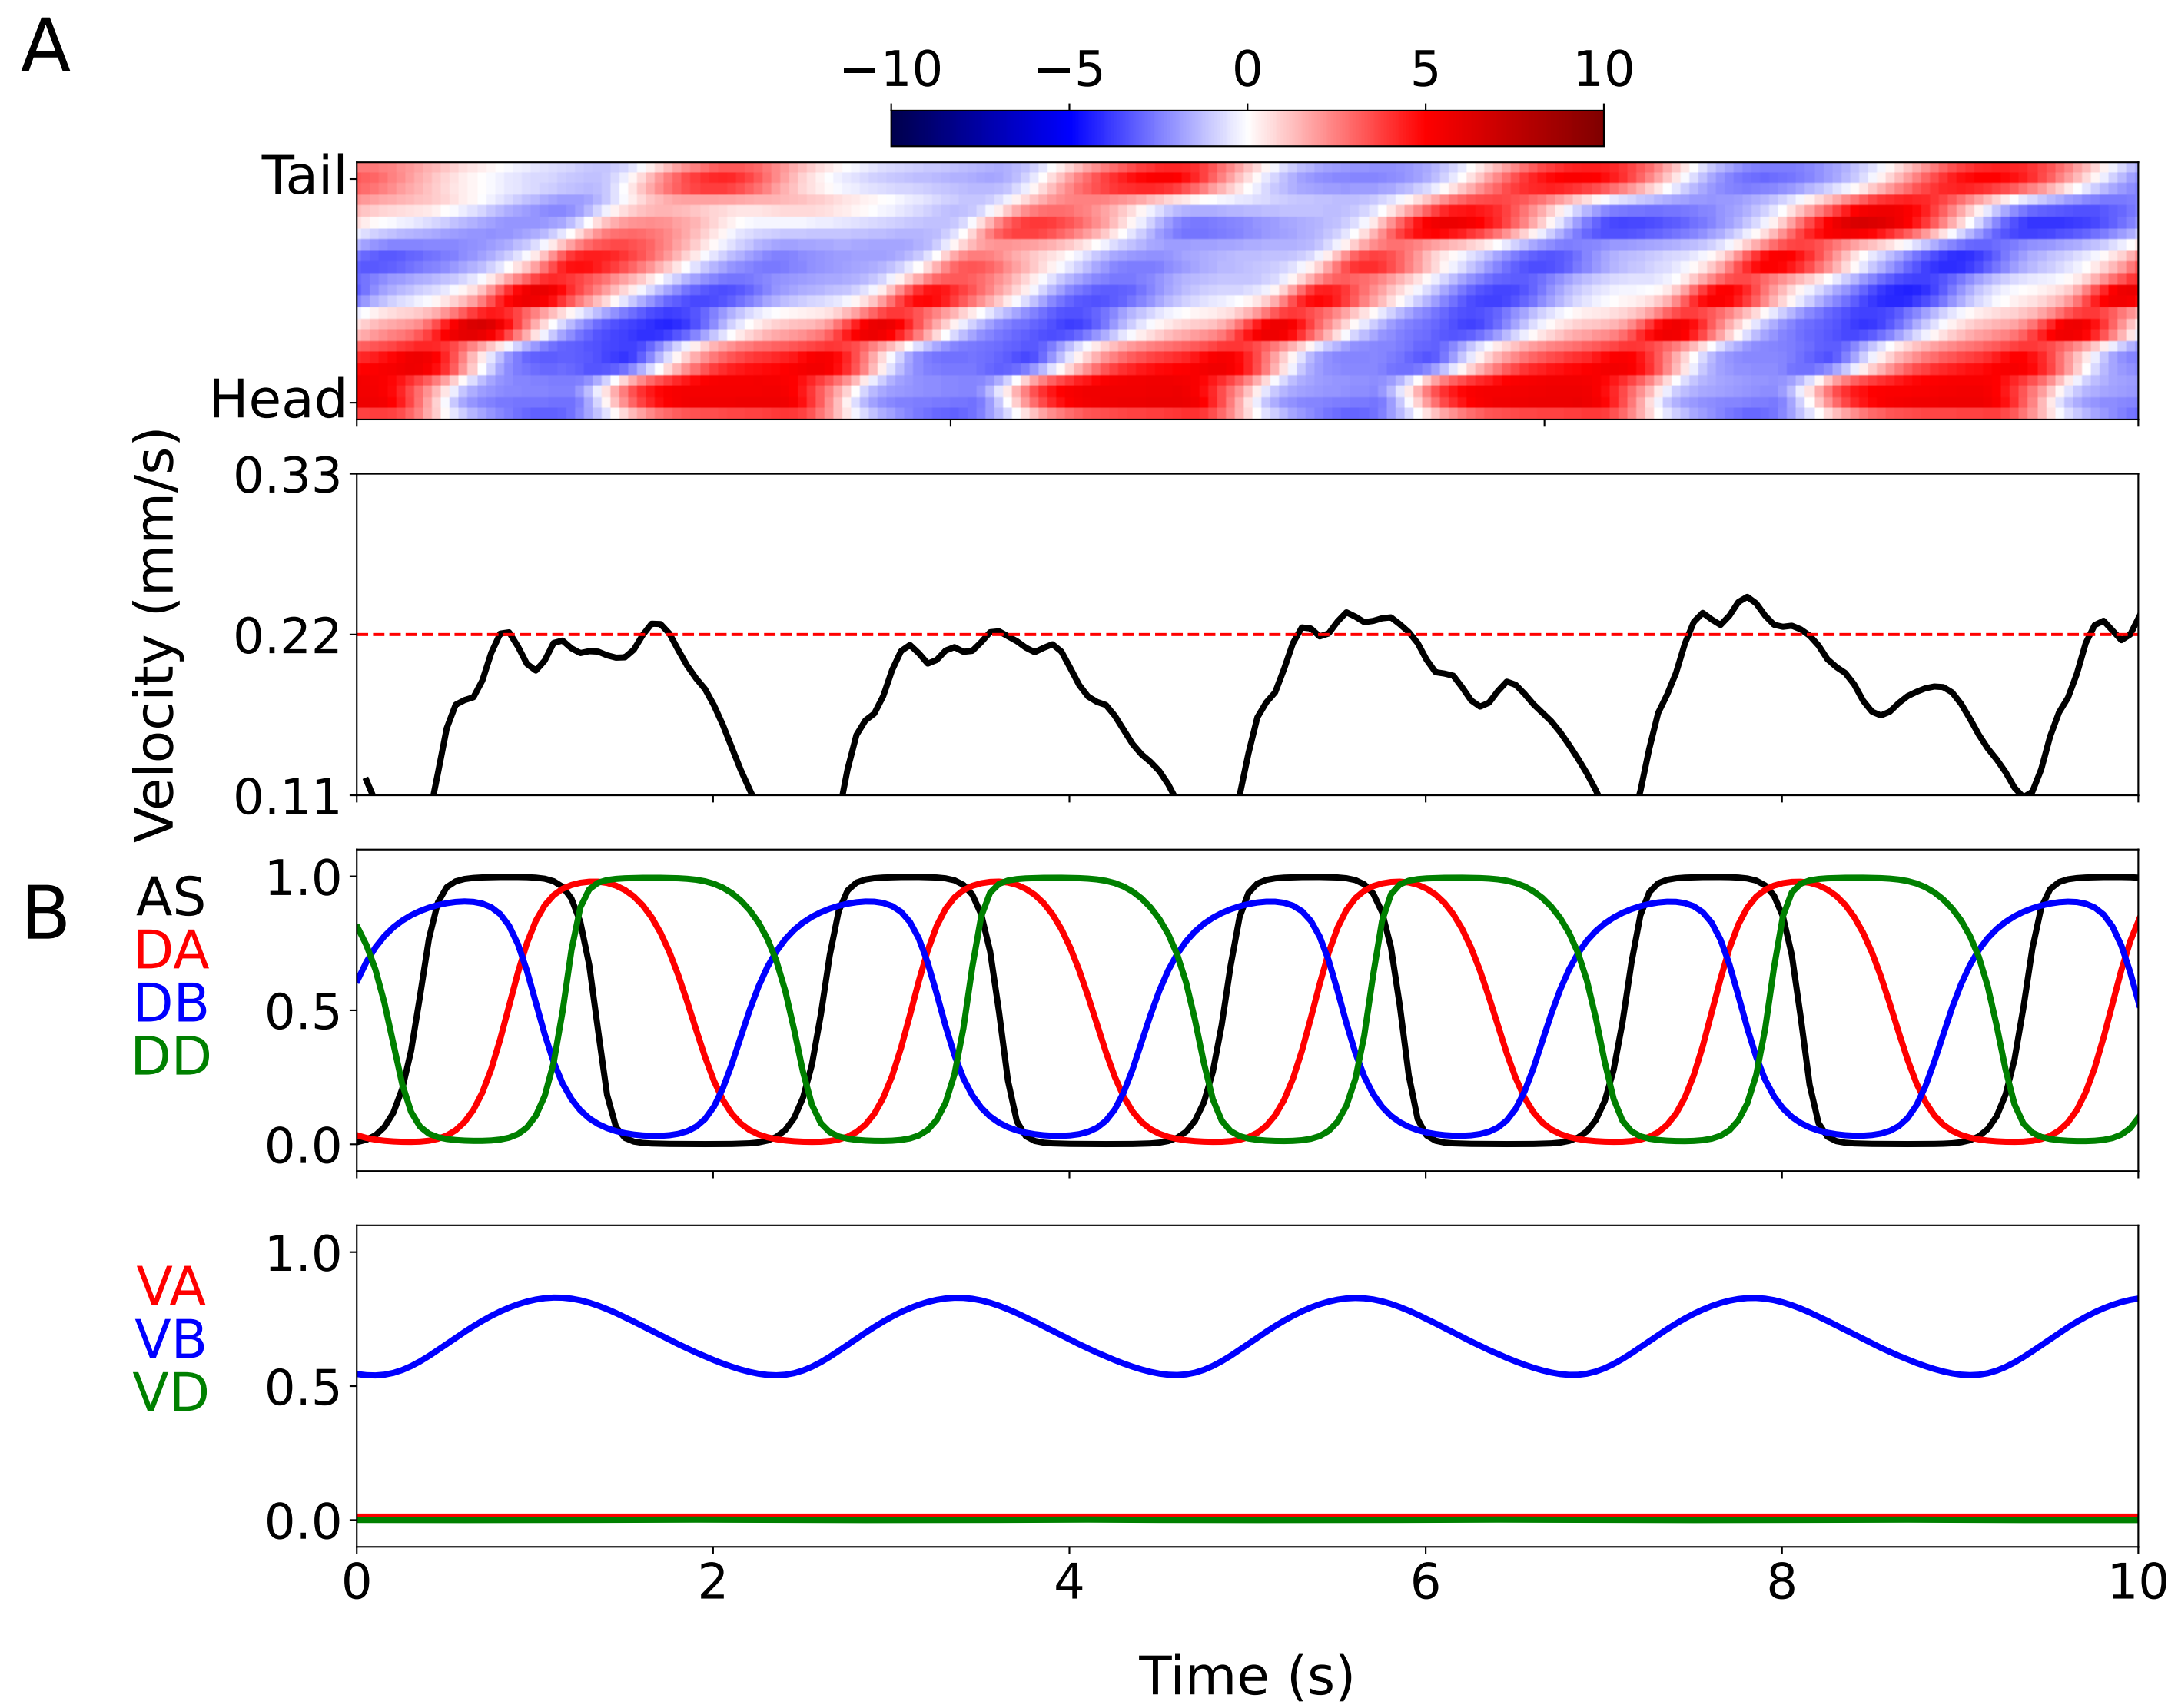 A
−10 −5 0 5 10
Tail
Head
Velocity (mm/s)
0.33
0.22
0.11
B
AS
DA
DB
DD
1.0
0.5
0.0
VA
VB
VD
1.0
0.5
0.0
0 2 4 6 8 10
Time (s)